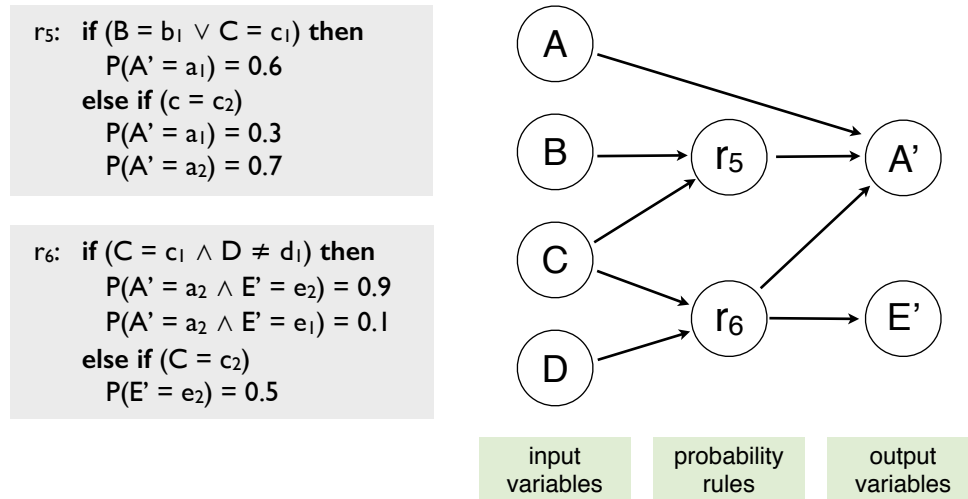 r₅: if (B = b₁ ∨ C = c₁) then
P(A' = a₁) = 0.6
else if (c = c₂)
P(A' = a₁) = 0.3
P(A' = a₂) = 0.7
r₆: if (C = c₁ ∧ D ≠ d₁) then
P(A' = a₂ ∧ E' = e₂) = 0.9
P(A' = a₂ ∧ E' = e₁) = 0.1
else if (C = c₂)
P(E' = e₂) = 0.5
A
B
r₅
A'
C
r₆
E'
D
input
variables
probability
rules
output
variables